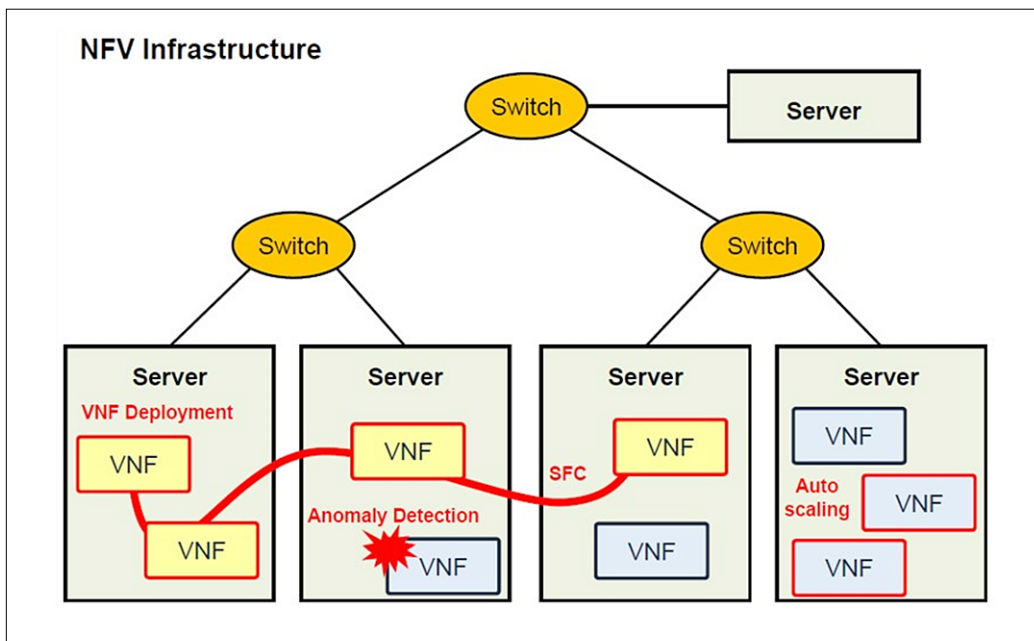 NFV Infrastructure
Switch
Server
Switch
Switch
Server
Server
Server
Server
VNF Deployment
VNF
VNF
VNF
Anomaly Detection
VNF
SFC
VNF
VNF
VNF
Auto
scaling
VNF
VNF